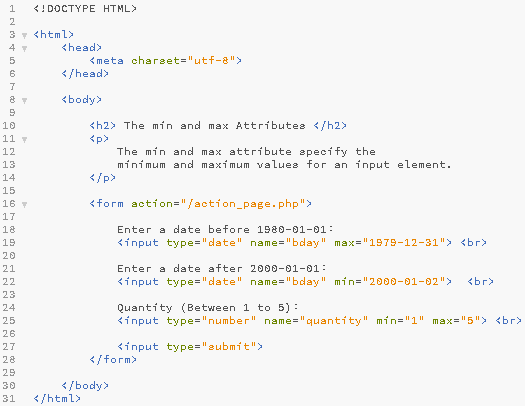 1 <!DOCTYPE HTML>
2
3 <html>
4 <head>
5 <meta charset="utf-8">
6 </head>
7
8 <body>
9
10 <h2> The min and max Attributes </h2>
11 <p>
12 The min and max attribute specify the
13 minimum and maximum values for an input element.
14 </p>
15
16 <form action="/action_page.php">
17
18 Enter a date before 1980-01-01:
19 <input type="date" name="bday" max="1979-12-31"> <br>
20
21 Enter a date after 2000-01-01:
22 <input type="date" name="bday" min="2000-01-02"> <br>
23
24 Quantity (Between 1 to 5):
25 <input type="number" name="quantity" min="1" max="5"> <br>
26
27 <input type="submit">
28 </form>
29
30 </body>
31 </html>